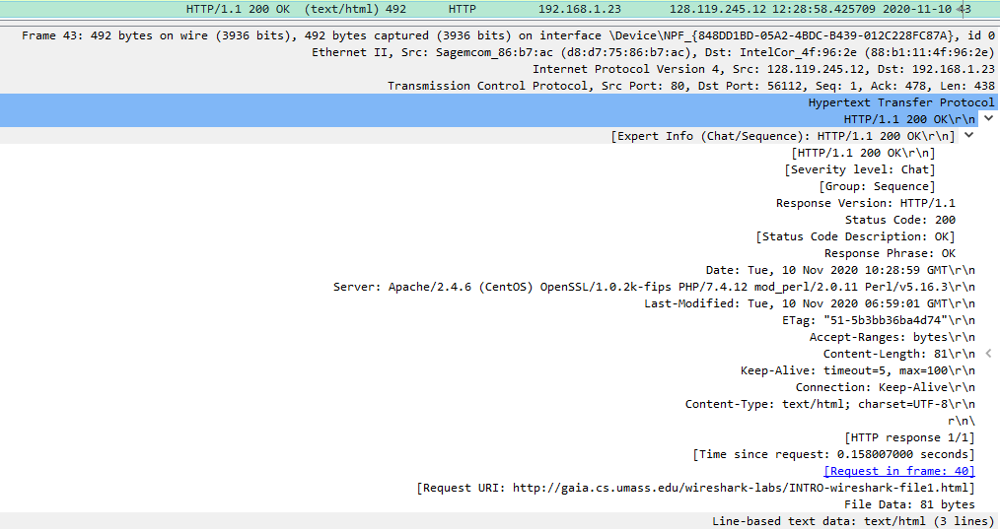 HTTP/1.1 200 OK  (text/html) 492 HTTP 192.168.1.23 128.119.245.12 12:28:58.425709 2020-11-10 43
Frame 43: 492 bytes on wire (3936 bits), 492 bytes captured (3936 bits) on interface \Device\NPF_{848DD1BD-05A2-4BDC-B439-012C228FC87A}, id 0
Ethernet II, Src: Sagemcom_86:b7:ac (d8:d7:75:86:b7:ac), Dst: IntelCor_4f:96:2e (88:b1:11:4f:96:2e)
Internet Protocol Version 4, Src: 128.119.245.12, Dst: 192.168.1.23
Transmission Control Protocol, Src Port: 80, Dst Port: 56112, Seq: 1, Ack: 478, Len: 438
Hypertext Transfer Protocol
HTTP/1.1 200 OK\r\n
[Expert Info (Chat/Sequence): HTTP/1.1 200 OK\r\n]
[HTTP/1.1 200 OK\r\n]
[Severity level: Chat]
[Group: Sequence]
Response Version: HTTP/1.1
Status Code: 200
[Status Code Description: OK]
Response Phrase: OK
Date: Tue, 10 Nov 2020 10:28:59 GMT\r\n
Server: Apache/2.4.6 (CentOS) OpenSSL/1.0.2k-fips PHP/7.4.12 mod_perl/2.0.11 Perl/v5.16.3\r\n
Last-Modified: Tue, 10 Nov 2020 06:59:01 GMT\r\n
ETag: "51-5b3bb36ba4d74"\r\n
Accept-Ranges: bytes\r\n
Content-Length: 81\r\n
Keep-Alive: timeout=5, max=100\r\n
Connection: Keep-Alive\r\n
Content-Type: text/html; charset=UTF-8\r\n
r\n\
[HTTP response 1/1]
[Time since request: 0.158007000 seconds]
[Request in frame: 40]
[Request URI: http://gaia.cs.umass.edu/wireshark-labs/INTRO-wireshark-file1.html]
File Data: 81 bytes
Line-based text data: text/html (3 lines)